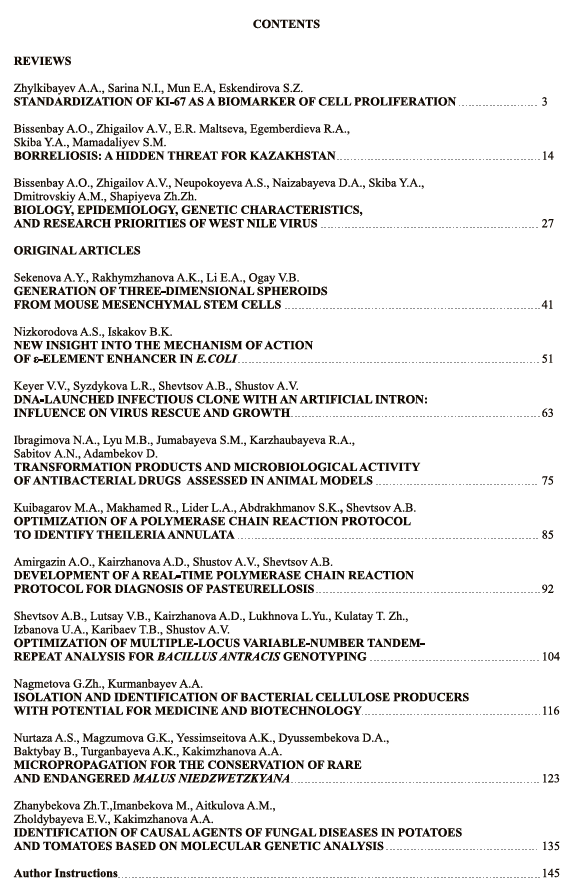 CONTENTS
REVIEWS
Zhylkibayev A.A., Sarina N.I., Mun E.A, Eskendirova S.Z.
STANDARDIZATION OF KI-67 AS A BIOMARKER OF CELL PROLIFERATION 3
Bissenbay A.O., Zhigailov A.V., E.R. Maltseva, Egemberdieva R.A.,
Skiba Y.A., Mamadaliyev S.M.
BORRELIOSIS: A HIDDEN THREAT FOR KAZAKHSTAN 14
Bissenbay A.O., Zhigailov A.V., Neupokoyeva A.S., Naizabayeva D.A., Skiba Y.A.,
Dmitrovskiy A.M., Shapiyeva Zh.Zh.
BIOLOGY, EPIDEMIOLOGY, GENETIC CHARACTERISTICS,
AND RESEARCH PRIORITIES OF WEST NILE VIRUS 27
ORIGINAL ARTICLES
Sekenova A.Y., Rakhymzhanova A.K., Li E.A., Ogay V.B.
GENERATION OF THREE-DIMENSIONAL SPHEROIDS
FROM MOUSE MESENCHYMAL STEM CELLS 41
Nizkorodova A.S., Iskakov B.K.
NEW INSIGHT INTO THE MECHANISM OF ACTION
OF ε-ELEMENT ENHANCER IN E.COLI 51
Keyer V.V., Syzdykova L.R., Shevtsov A.B., Shustov A.V.
DNA-LAUNCHED INFECTIOUS CLONE WITH AN ARTIFICIAL INTRON:
INFLUENCE ON VIRUS RESCUE AND GROWTH 63
Ibragimova N.A., Lyu M.B., Jumabayeva S.M., Karzhaubayeva R.A.,
Sabitov A.N., Adambekov D.
TRANSFORMATION PRODUCTS AND MICROBIOLOGICAL ACTIVITY
OF ANTIBACTERIAL DRUGS ASSESSED IN ANIMAL MODELS 75
Kuibagarov M.A., Makhamed R., Lider L.A., Abdrakhmanov S.K., Shevtsov A.B.
OPTIMIZATION OF A POLYMERASE CHAIN REACTION PROTOCOL
TO IDENTIFY THEILERIA ANNULATA 85
Amirgazin A.O., Kairzhanova A.D., Shustov A.V., Shevtsov A.B.
DEVELOPMENT OF A REAL-TIME POLYMERASE CHAIN REACTION
PROTOCOL FOR DIAGNOSIS OF PASTEURELLOSIS 92
Shevtsov A.B., Lutsay V.B., Kairzhanova A.D., Lukhnova L.Yu., Kulatay T. Zh.,
Izbanova U.A., Karibaev T.B., Shustov A.V.
OPTIMIZATION OF MULTIPLE-LOCUS VARIABLE-NUMBER TANDEM–
REPEAT ANALYSIS FOR BACILLUS ANTRACIS GENOTYPING 104
Nagmetova G.Zh., Kurmanbayev A.A.
ISOLATION AND IDENTIFICATION OF BACTERIAL CELLULOSE PRODUCERS
WITH POTENTIAL FOR MEDICINE AND BIOTECHNOLOGY 116
Nurtaza A.S., Magzumova G.K., Yessimseitova A.K., Dyussembekova D.A.,
Baktybay B., Turganbayeva A.K., Kakimzhanova A.A.
MICROPROPAGATION FOR THE CONSERVATION OF RARE
AND ENDANGERED MALUS NIEDZWETZKYANA 123
Zhanybekova Zh.T.,Imanbekova M., Aitkulova A.M.,
Zholdybayeva E.V., Kakimzhanova A.A.
IDENTIFICATION OF CAUSAL AGENTS OF FUNGAL DISEASES IN POTATOES
AND TOMATOES BASED ON MOLECULAR GENETIC ANALYSIS 135
Author Instructions 145